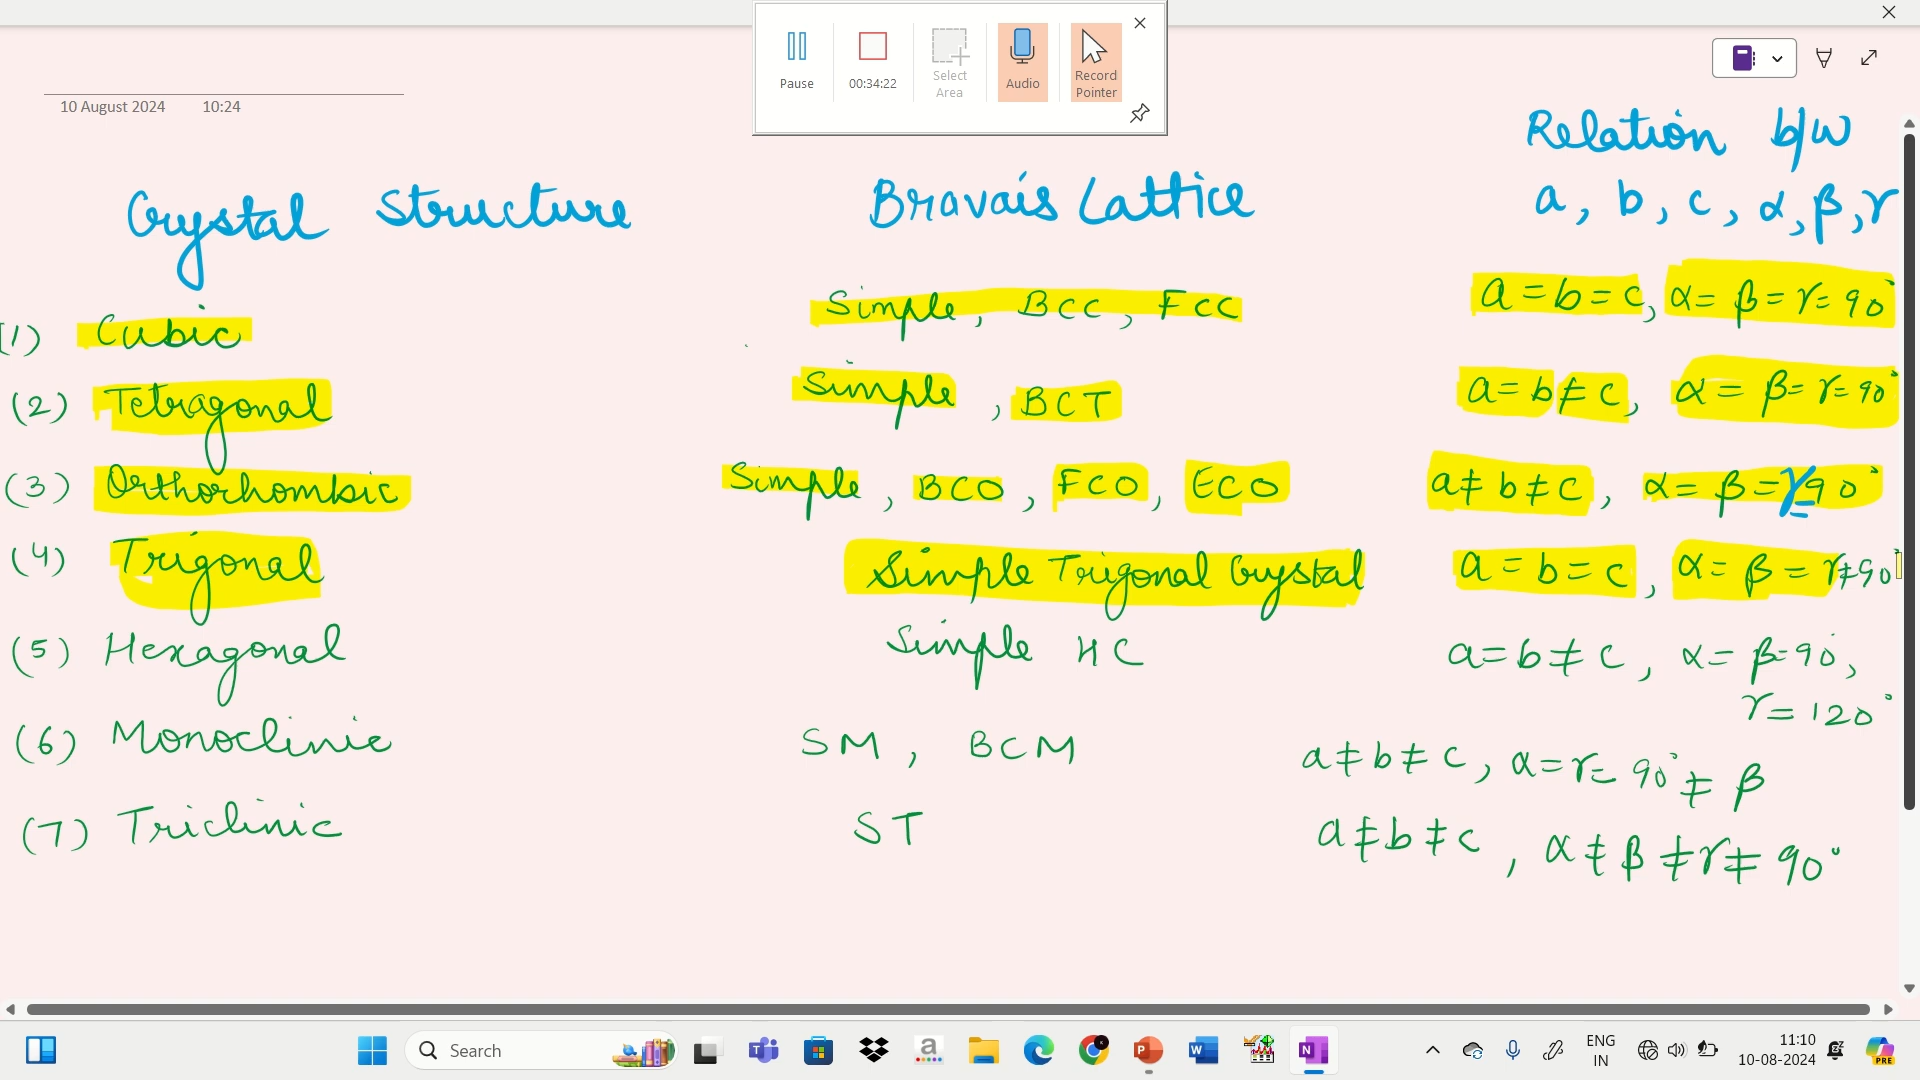 Pause
00:34:22
Select Area
Audio
Record Pointer
10 August 2024 10:24
Crystal Structure Bravais Lattice Relation b/w a, b, c, α, β, γ
(1) Cubic Simple, BCC, FCC a = b = c, α = β = γ = 90°
(2) Tetragonal Simple, BCT a = b ≠ c, α = β = γ = 90°
(3) Orthorhombic Simple, BCO, FCO, ECO a ≠ b ≠ c, α = β = γ = 90°
(4) Trigonal Simple Trigonal Crystal a = b = c, α = β = γ ≠ 90°
(5) Hexagonal Simple HC a = b ≠ c, α = β = 90°, γ = 120°
(6) Monoclinic SM, BCM a ≠ b ≠ c, α = γ = 90° ≠ β
(7) Triclinic ST a ≠ b ≠ c, α ≠ β ≠ γ ≠ 90°
Search
ENG IN
11:10
10-08-2024
PRE